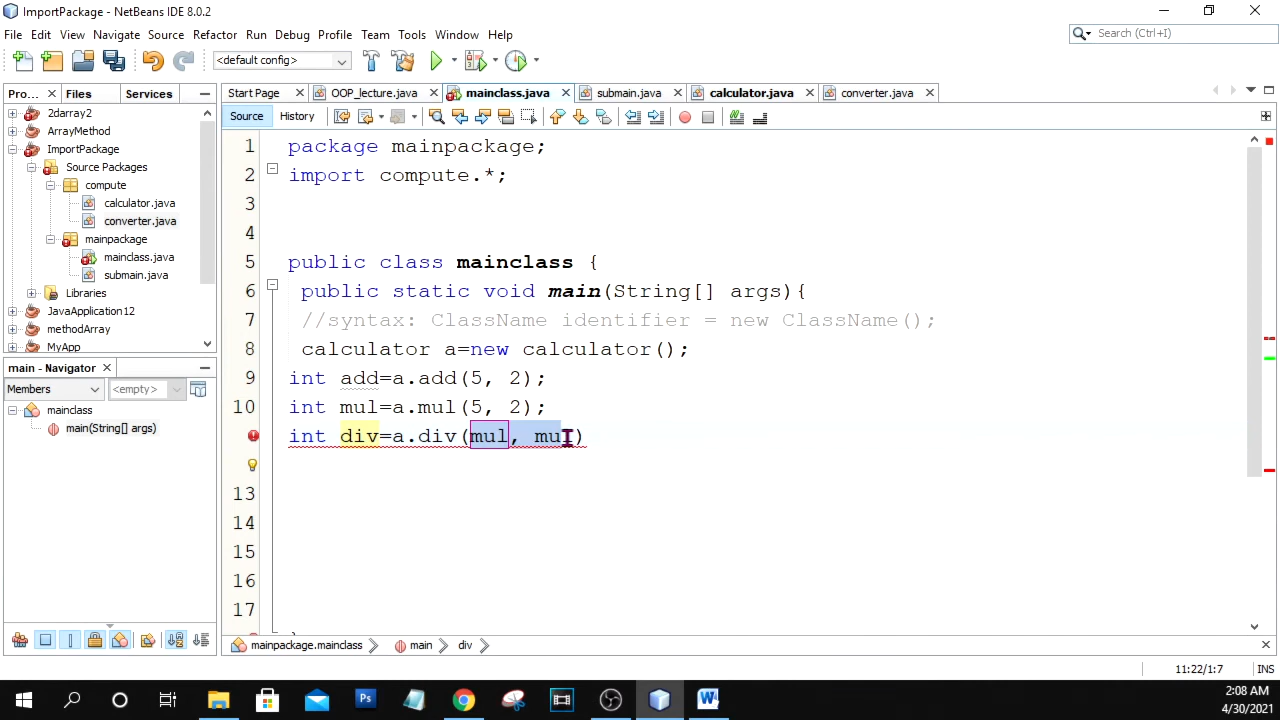 ImportPackage - NetBeans IDE 8.0.2
File Edit View Navigate Source Refactor Run Debug Profile Team Tools Window Help
Search (Ctrl+I)
<default config>
Pro... Files Services
Start Page OOP_lecture.java mainclass.java submain.java calculator.java converter.java
Source History
2darray2
ArrayMethod
ImportPackage
Source Packages
compute
calculator.java
converter.java
mainpackage
mainclass.java
submain.java
Libraries
JavaApplication12
methodArray
MyApp
main - Navigator
Members <empty>
mainclass
main(String[] args)
1 package mainpackage;
2 import compute.*;
3
4
5 public class mainclass {
6 public static void main(String[] args){
7 //syntax: ClassName identifier = new ClassName();
8 calculator a=new calculator();
9 int add=a.add(5, 2);
10 int mul=a.mul(5, 2);
int div=a.div(mul, mul)
13
14
15
16
17
mainpackage.mainclass main div
11:22/1:7 INS
2:08 AM
4/30/2021